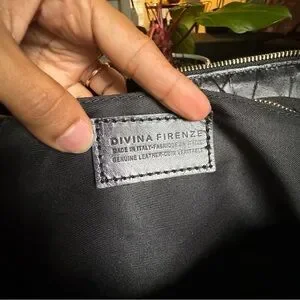 DIVINA FIRENZE
MADE IN ITALY-FABRIQUE EN ITALIE
GENUINE LEATHER-CUIR VERITABLE